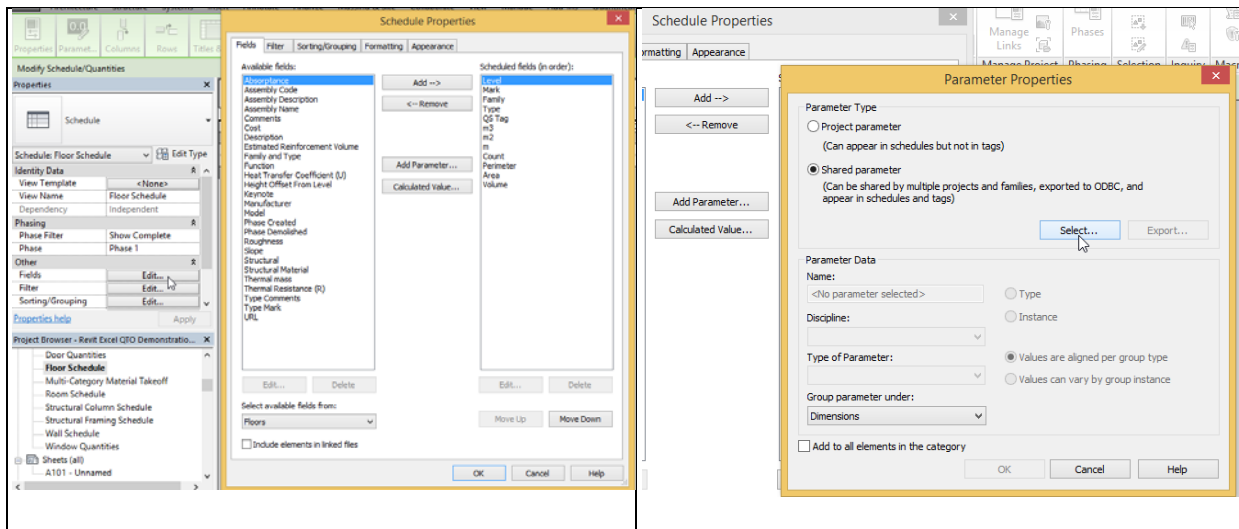 Properties Paramet... Columns Rows Titles &
Modify Schedule/Quantities
Properties
Schedule
Schedule: Floor Schedule
Edit Type
Identity Data
View Template
<None>
View Name
Floor Schedule
Dependency
Independent
Phasing
Phase Filter
Show Complete
Phase
Phase 1
Other
Fields
Edit...
Filter
Edit...
Sorting/Grouping
Edit...
Properties help
Apply
Project Browser - Revit Excel QTO Demonstratio...
Door Quantities
Floor Schedule
Multi-Category Material Takeoff
Room Schedule
Structural Column Schedule
Structural Framing Schedule
Wall Schedule
Window Quantities
Sheets (all)
A101 - Unnamed
Schedule Properties
Fields Filter Sorting/Grouping Formatting Appearance
Available fields:
Absorptance
Assembly Code
Assembly Description
Assembly Name
Comments
Cost
Description
Estimated Reinforcement Volume
Family and Type
Function
Heat Transfer Coefficient (U)
Height Offset From Level
Keynote
Manufacturer
Model
Phase Created
Phase Demolished
Roughness
Slope
Structural
Structural Material
Thermal mass
Thermal Resistance (R)
Type Comments
Type Mark
URL
Add -->
<-- Remove
Add Parameter...
Calculated Value...
Scheduled fields (in order):
Level
Mark
Family
Type
QS Tag
m3
m2
m
Count
Perimeter
Area
Volume
Edit...
Delete
Edit...
Delete
Select available fields from:
Floors
Move Up
Move Down
Include elements in linked files
OK
Cancel
Help
Schedule Properties
rmatting Appearance
Add -->
<-- Remove
Add Parameter...
Calculated Value...
Manage
Links
Phases
Manage Project Phasing Selection Inquiry Mac
Parameter Properties
Parameter Type
Project parameter
(Can appear in schedules but not in tags)
Shared parameter
(Can be shared by multiple projects and families, exported to ODBC, and
appear in schedules and tags)
Select...
Export...
Parameter Data
Name:
<No parameter selected>
Type
Discipline:
Instance
Type of Parameter:
Values are aligned per group type
Values can vary by group instance
Group parameter under:
Dimensions
Add to all elements in the category
OK
Cancel
Help